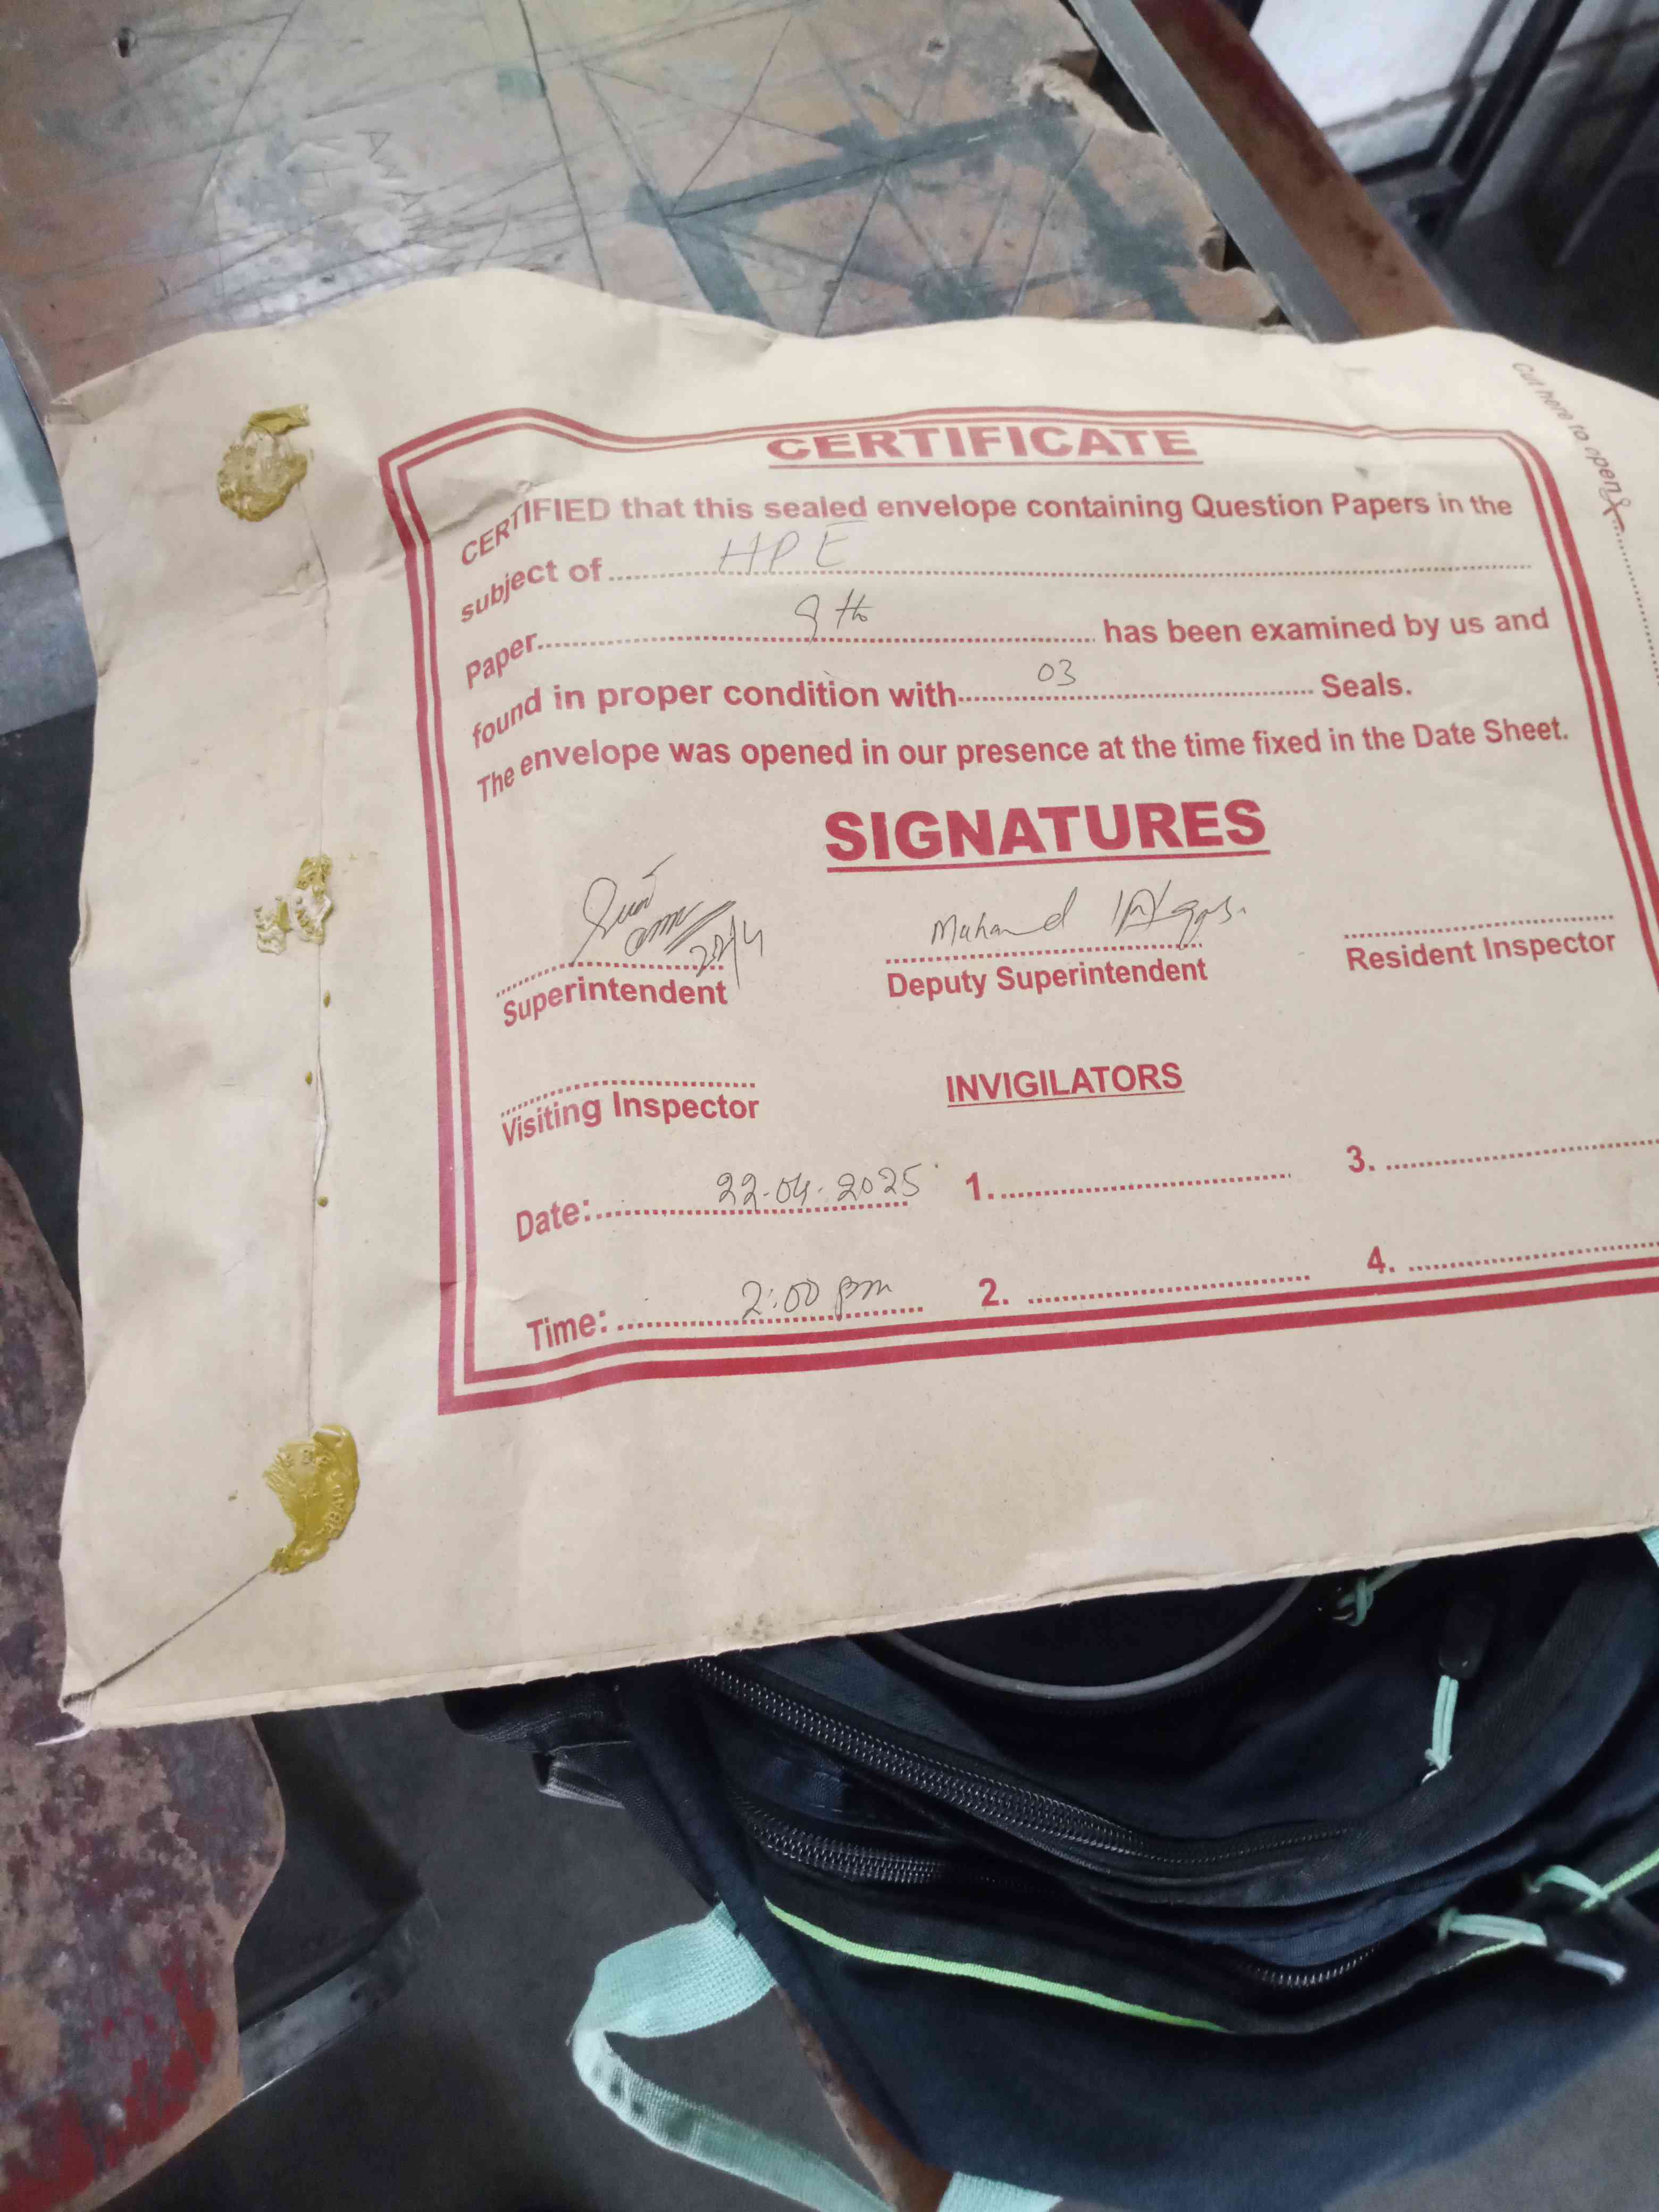 Cut here to open
CERTIFICATE
CERTIFIED that this sealed envelope containing Question Papers in the
subject of HPE
Paper 9th has been examined by us and
found in proper condition with 03 Seals.
The envelope was opened in our presence at the time fixed in the Date Sheet.
SIGNATURES
22/4
Superintendent
Deputy Superintendent
Resident Inspector
Visiting Inspector
INVIGILATORS
Date: 22-04-2025
1.
3.
Time: 2:00 pm
2.
4.